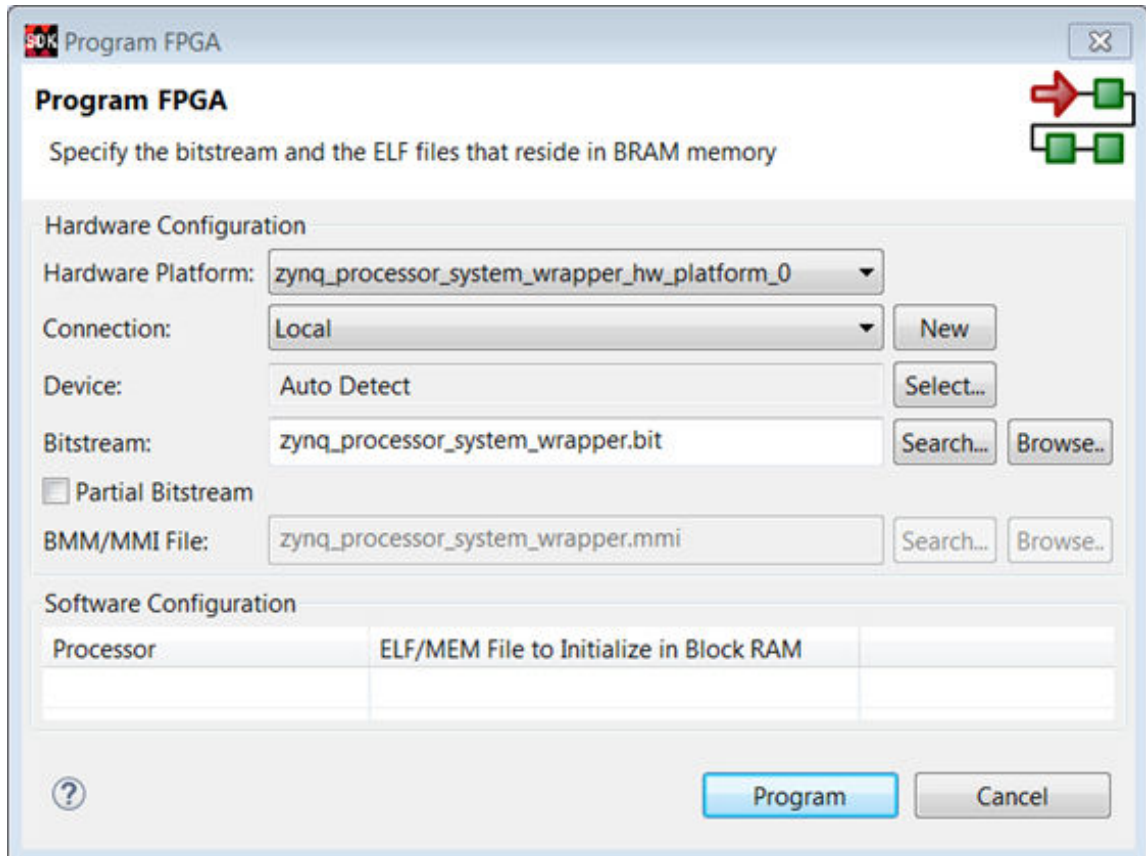 SDK Program FPGA
Program FPGA
Specify the bitstream and the ELF files that reside in BRAM memory
Hardware Configuration
Hardware Platform: zynq_processor_system_wrapper_hw_platform_0
Connection: Local New
Device: Auto Detect Select...
Bitstream: zynq_processor_system_wrapper.bit Search... Browse..
Partial Bitstream
BMM/MMI File: zynq_processor_system_wrapper.mmi Search... Browse..
Software Configuration
Processor ELF/MEM File to Initialize in Block RAM
? Program Cancel